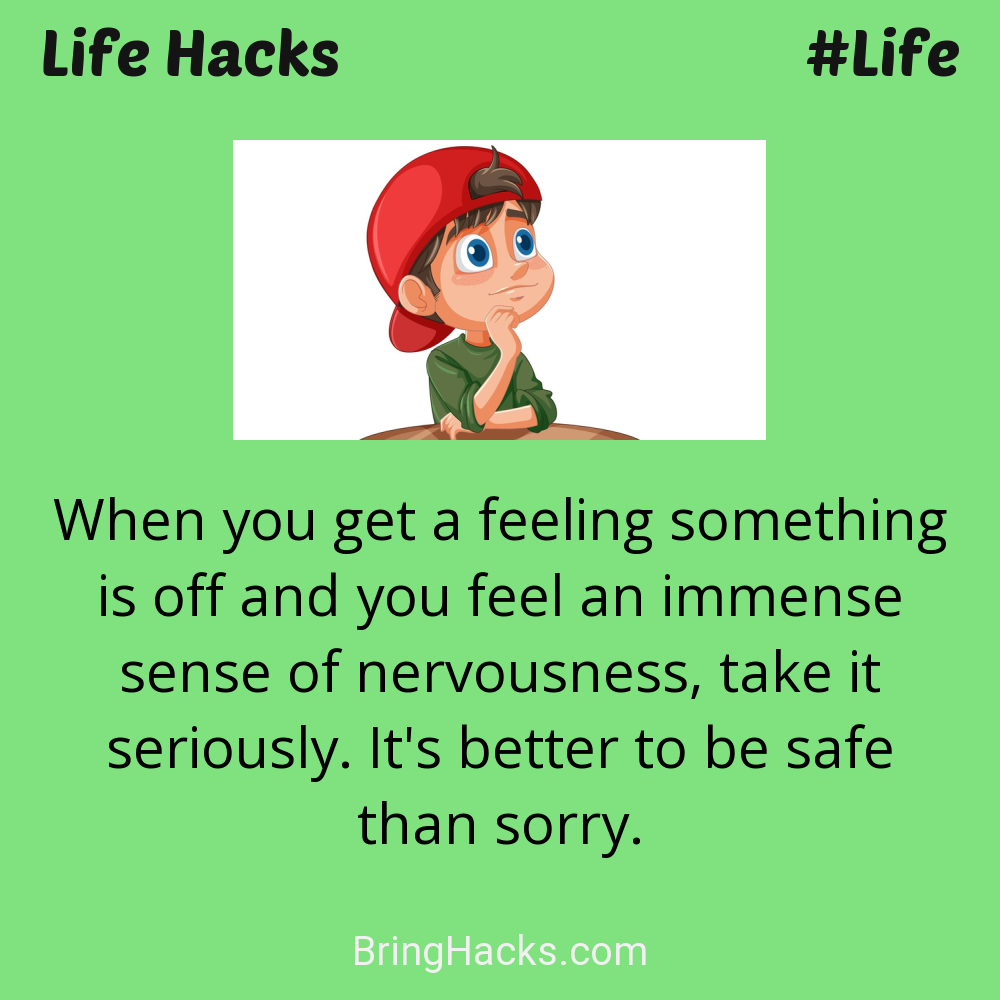 Life Hacks
#Life
When you get a feeling something
is off and you feel an immense
sense of nervousness, take it
seriously. It's better to be safe
than sorry.
BringHacks.com